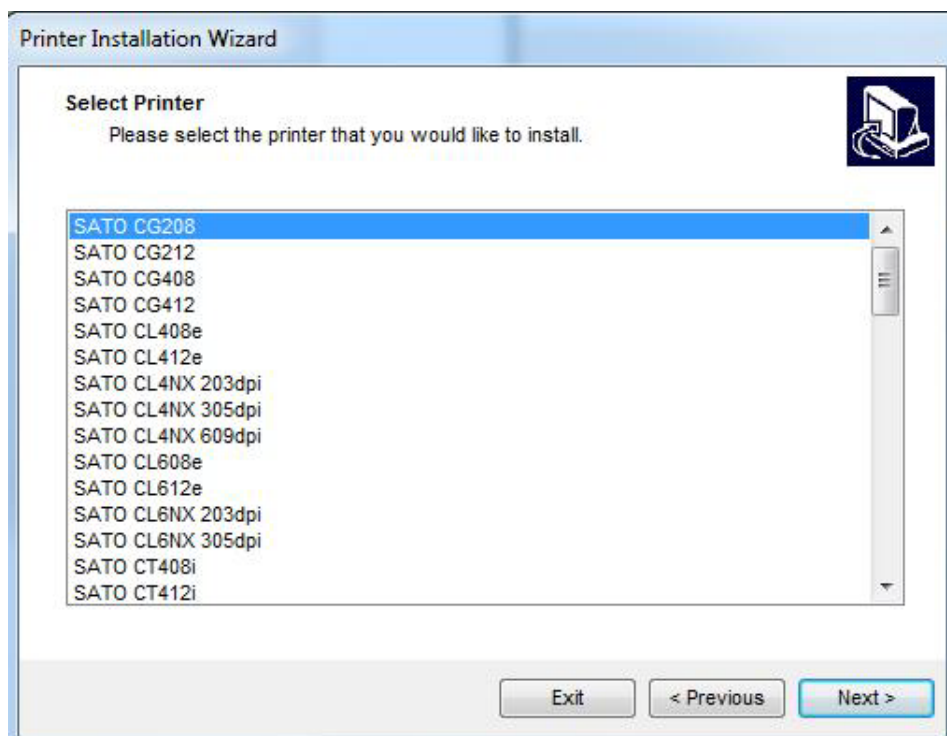 Printer Installation Wizard
Select Printer
Please select the printer that you would like to install.
SATO CG208
SATO CG212
SATO CG408
SATO CG412
SATO CL408e
SATO CL412e
SATO CL4NX 203dpi
SATO CL4NX 305dpi
SATO CL4NX 609dpi
SATO CL608e
SATO CL612e
SATO CL6NX 203dpi
SATO CL6NX 305dpi
SATO CT408i
SATO CT412i
Exit
< Previous
Next >